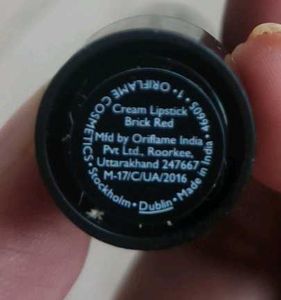 Cream Lipstick
Brick Red
Mfd by Oriflame India
Pvt Ltd., Roorkee,
Uttarakhand 247667
M-17/C/UA/2016
ORIFLAME COSMETICS • Stockholm • Dublin • Made in India • 46605 • 1 •